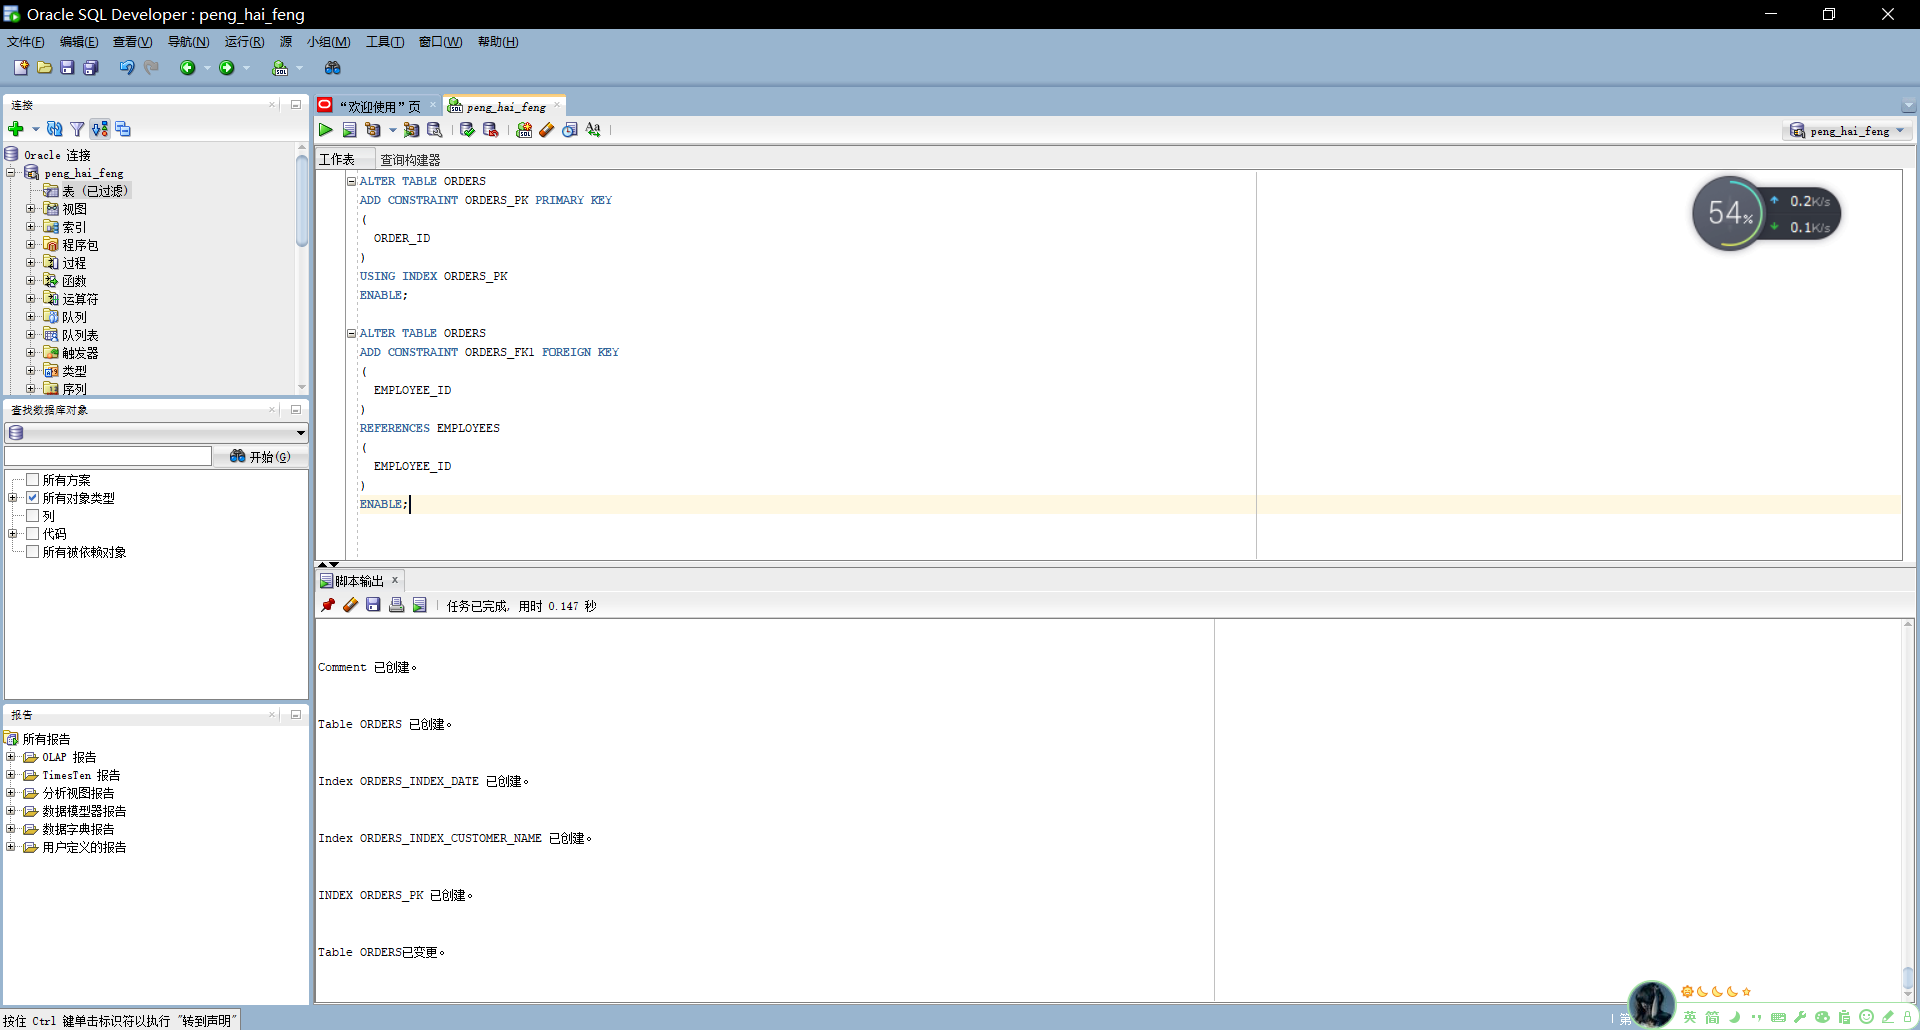 Oracle SQL Developer : peng_hai_feng
文件(F) 编辑(E) 查看(V) 导航(N) 运行(R) 源 小组(M) 工具(T) 窗口(W) 帮助(H)
连接
Oracle 连接
peng_hai_feng
表 (已过滤)
视图
索引
程序包
过程
函数
运算符
队列
队列表
触发器
类型
序列
查找数据库对象
开始(G)
所有方案
所有对象类型
列
代码
所有被依赖对象
报告
所有报告
OLAP 报告
TimesTen 报告
分析视图报告
数据模型器报告
数据字典报告
用户定义的报告
“欢迎使用”页
peng_hai_feng
peng_hai_feng
工作表 查询构建器
ALTER TABLE ORDERS
ADD CONSTRAINT ORDERS_PK PRIMARY KEY
(
ORDER_ID
)
USING INDEX ORDERS_PK
ENABLE;
ALTER TABLE ORDERS
ADD CONSTRAINT ORDERS_FK1 FOREIGN KEY
(
EMPLOYEE_ID
)
REFERENCES EMPLOYEES
(
EMPLOYEE_ID
)
ENABLE;
54%
0.2K/s
0.1K/s
脚本输出
任务已完成, 用时 0.147 秒
Comment 已创建。
Table ORDERS 已创建。
Index ORDERS_INDEX_DATE 已创建。
Index ORDERS_INDEX_CUSTOMER_NAME 已创建。
INDEX ORDERS_PK 已创建。
Table ORDERS已变更。
按住 Ctrl 键单击标识符以执行 "转到声明"
第
英 简